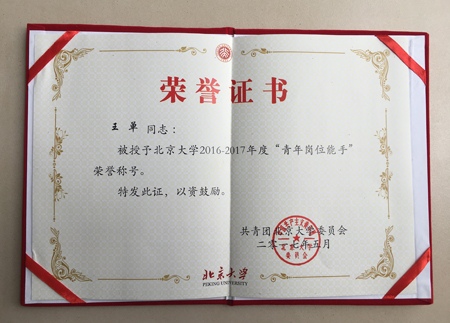 荣誉证书
王单 同志：
被授予北京大学2016-2017年度“青年岗位能手”
荣誉称号。
特发此证，以资鼓励。
共青团北京大学委员会
二〇一七年五月
北京大学
PEKING UNIVERSITY